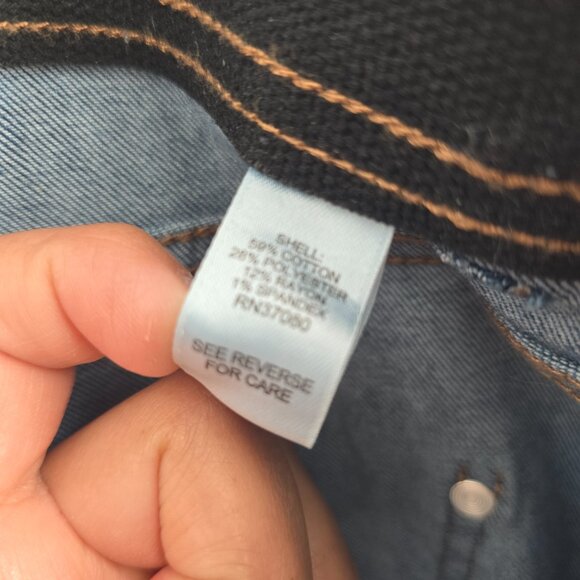 SHELL:
59% COTTON
28% POLYESTER
12% RAYON
1% SPANDEX
RN37080
SEE REVERSE
FOR CARE